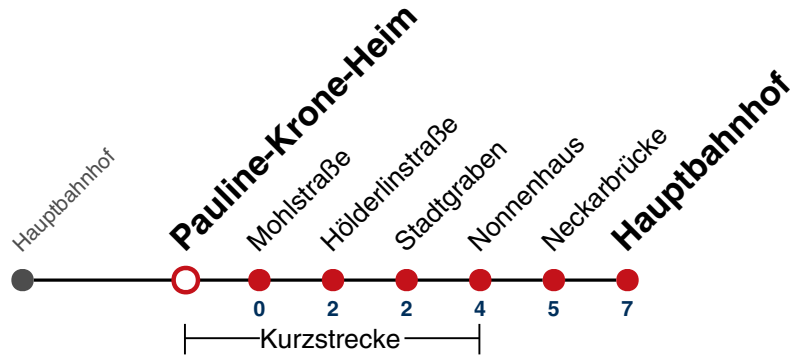 Hauptbahnhof
Pauline-Krone-Heim
Mohlstraße
Hölderlinstraße
Stadtgraben
Nonnenhaus
Neckarbrücke
Hauptbahnhof
0 2 2 4 5 7
Kurzstrecke